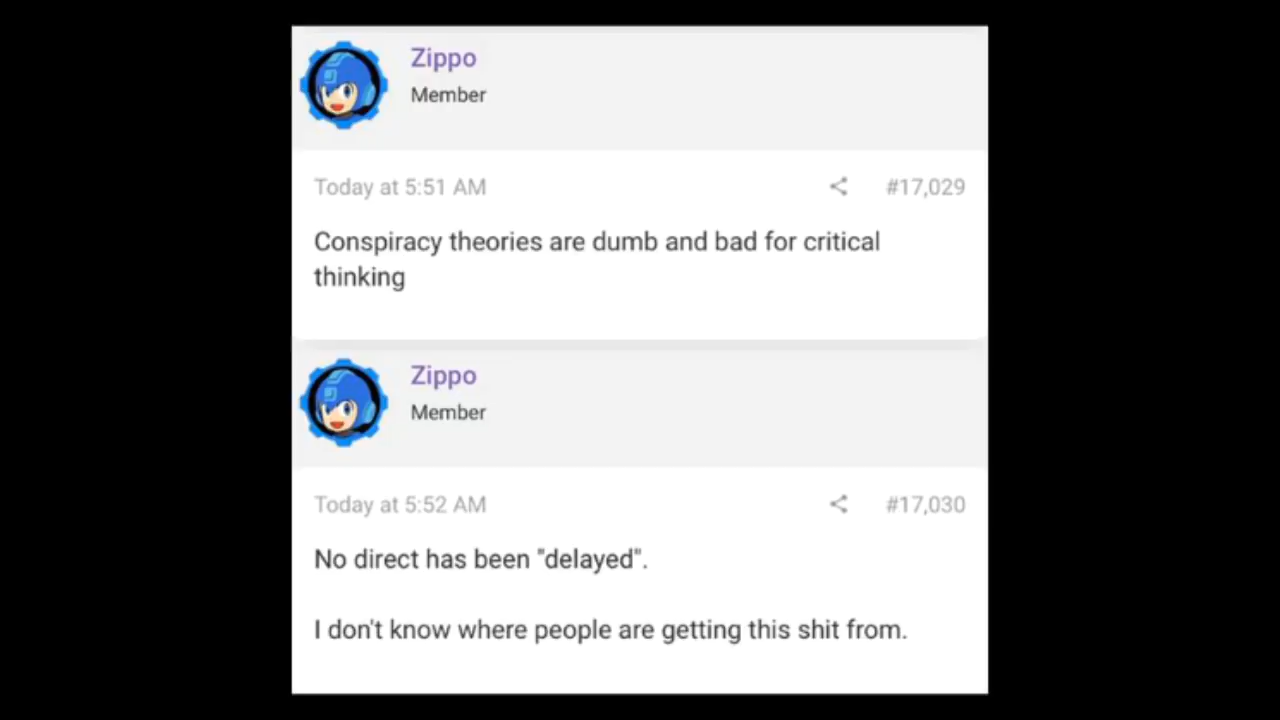 Zippo
Member
Today at 5:51 AM
#17,029
Conspiracy theories are dumb and bad for critical
thinking
Zippo
Member
Today at 5:52 AM
#17,030
No direct has been "delayed".
I don't know where people are getting this shit from.